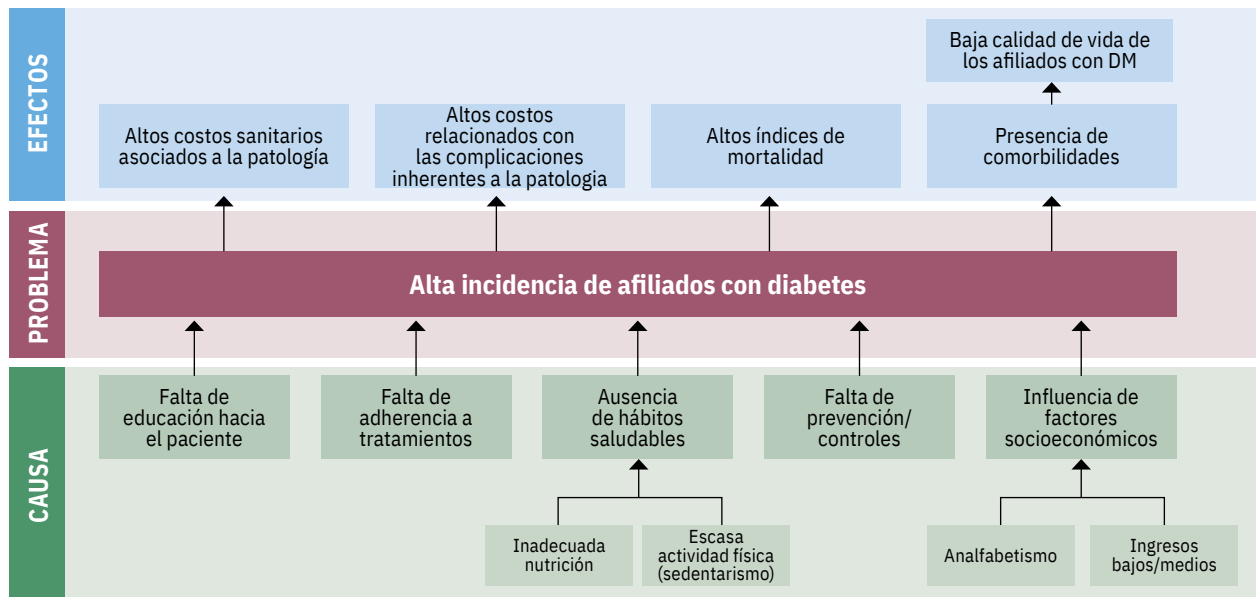 EFECTOS
Baja calidad de vida de
los afiliados con DM
Altos costos sanitarios
asociados a la patología
Altos costos
relacionados con
las complicaciones
inherentes a la patologia
Altos índices de
mortalidad
Presencia de
comorbilidades
PROBLEMA
Alta incidencia de afiliados con diabetes
CAUSA
Falta de
educación hacia
el paciente
Falta de
adherencia a
tratamientos
Ausencia
de hábitos
saludables
Falta de
prevención/
controles
Influencia de
factores
socioeconómicos
Inadecuada
nutrición
Escasa
actividad física
(sedentarismo)
Analfabetismo
Ingresos
bajos/medios